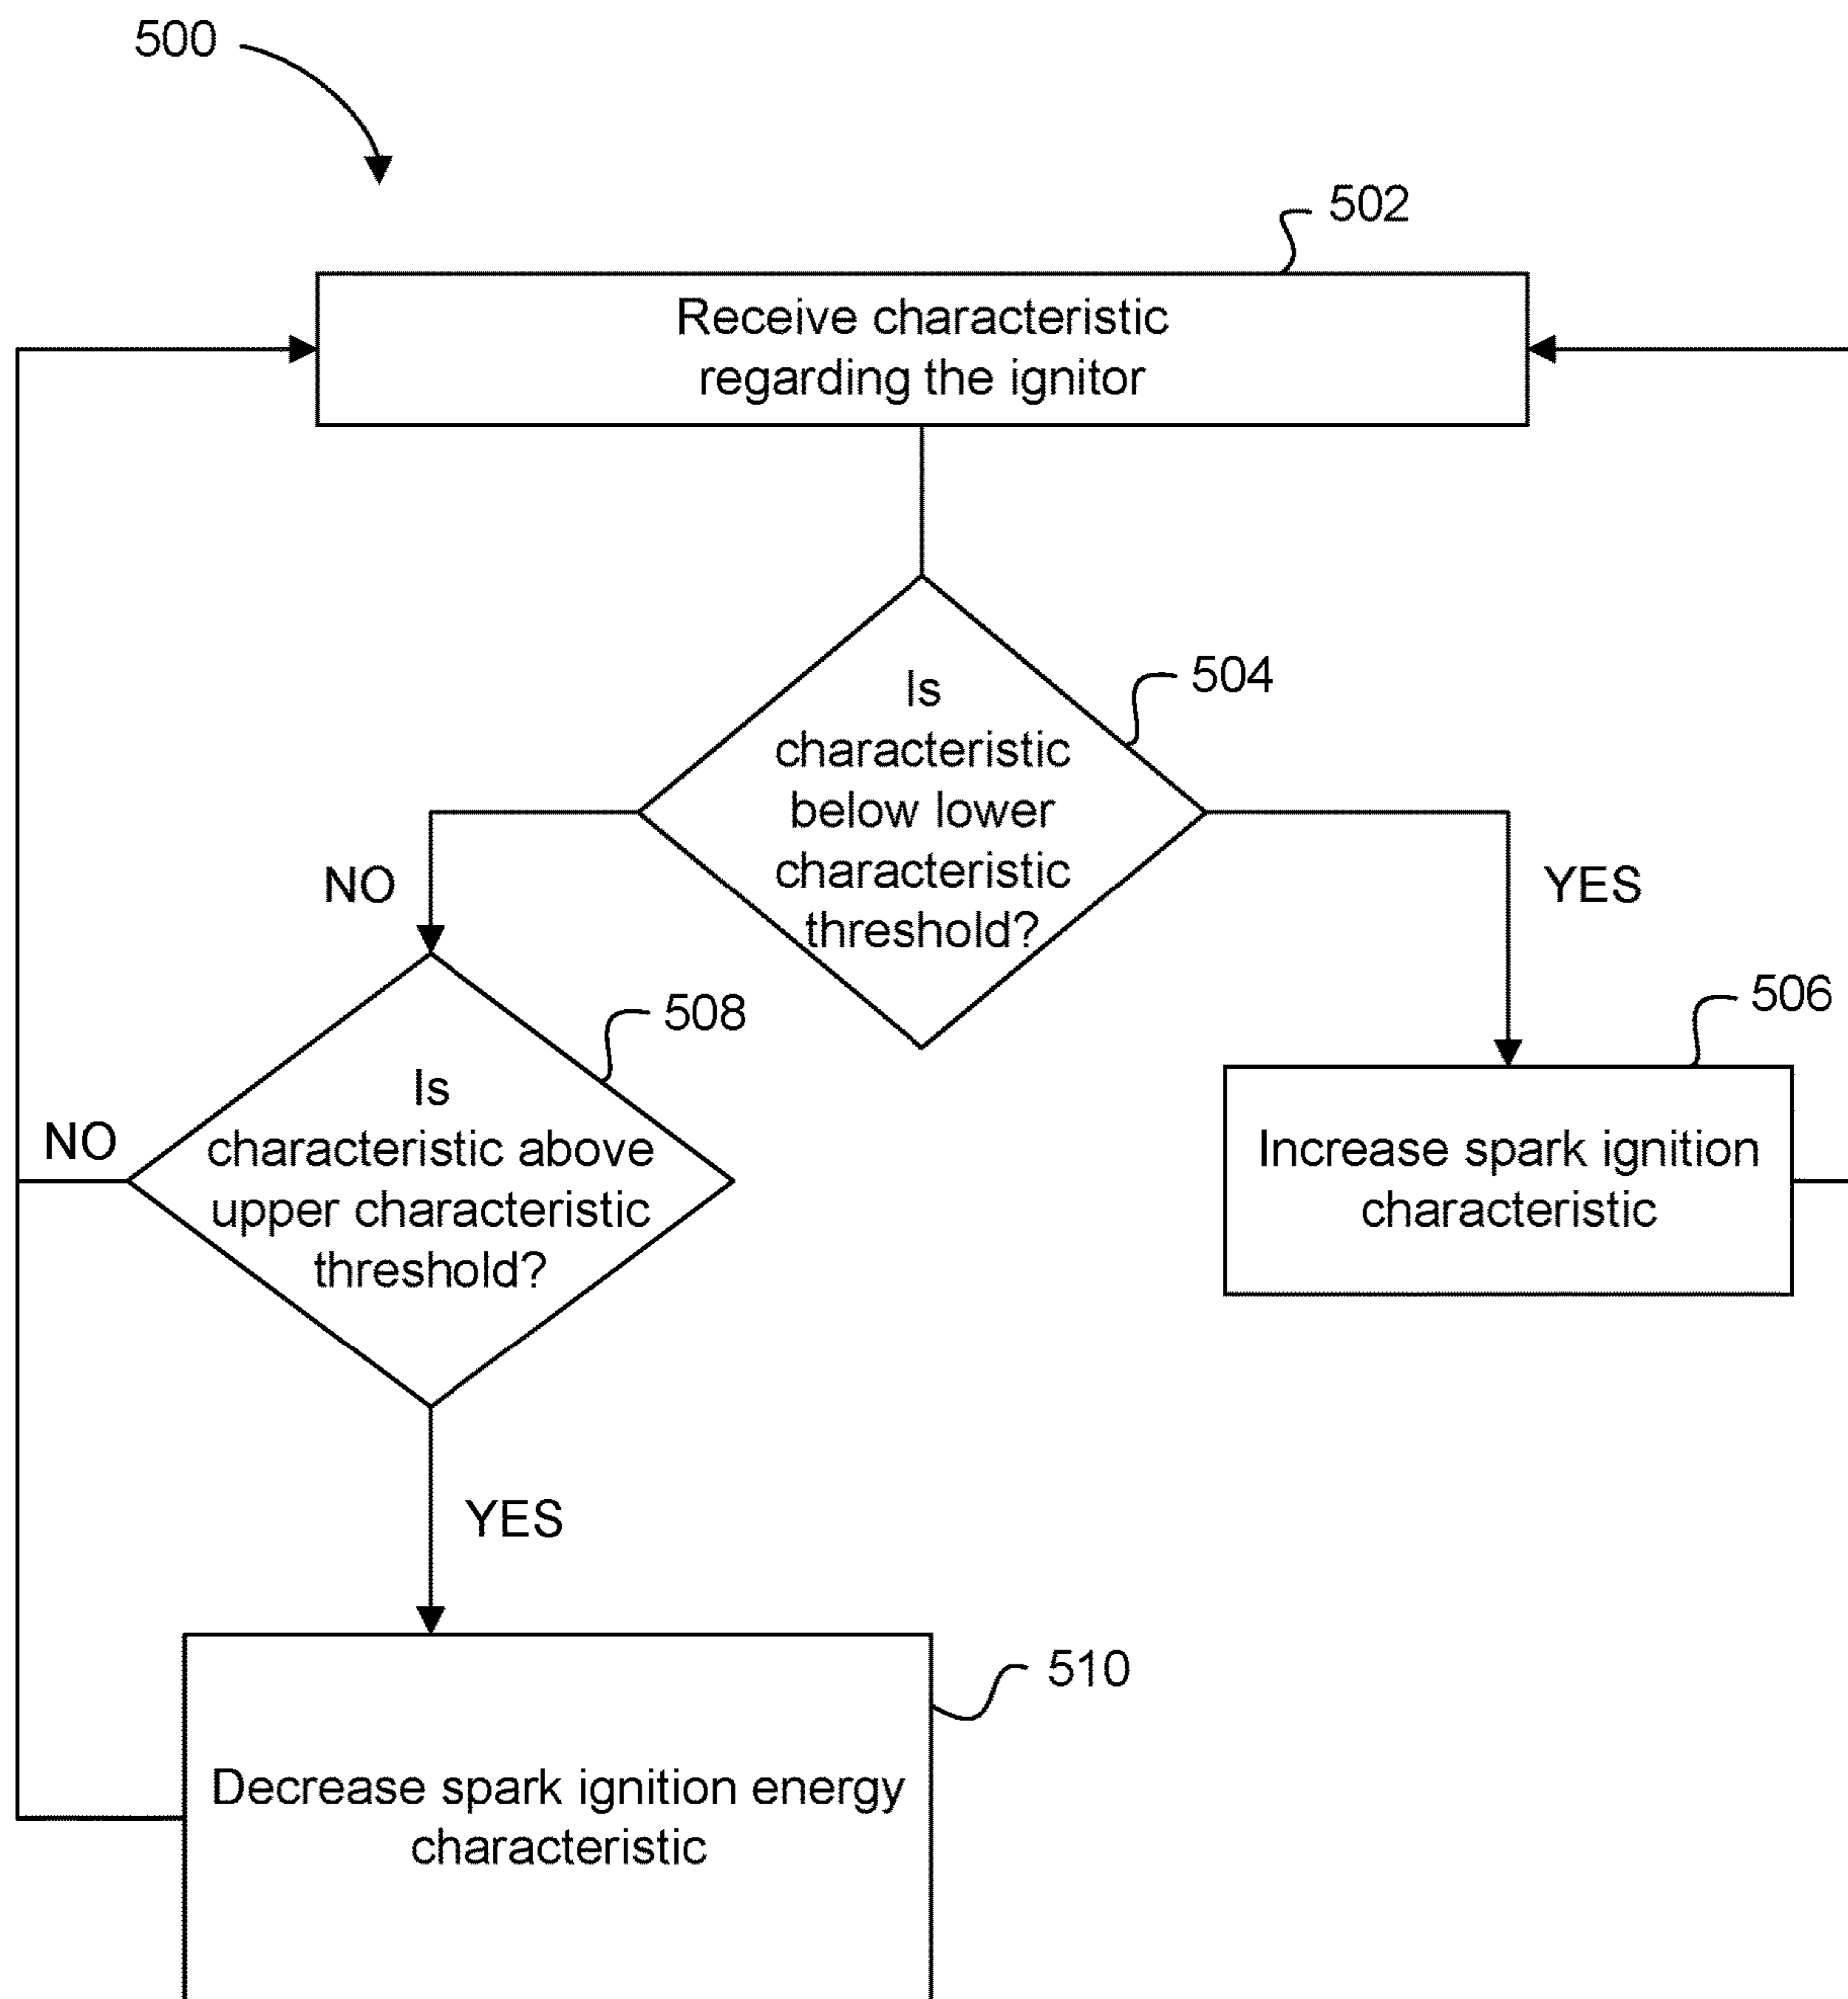 500
502
Receive characteristic
regarding the ignitor
504
Is
characteristic
below lower
characteristic
threshold?
NO
YES
508
506
Is
characteristic above
upper characteristic
threshold?
NO
Increase spark ignition
characteristic
YES
510
Decrease spark ignition energy
characteristic